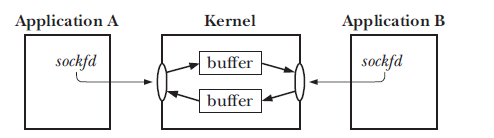 Application A Kernel Application B
sockfd buffer sockfd
buffer